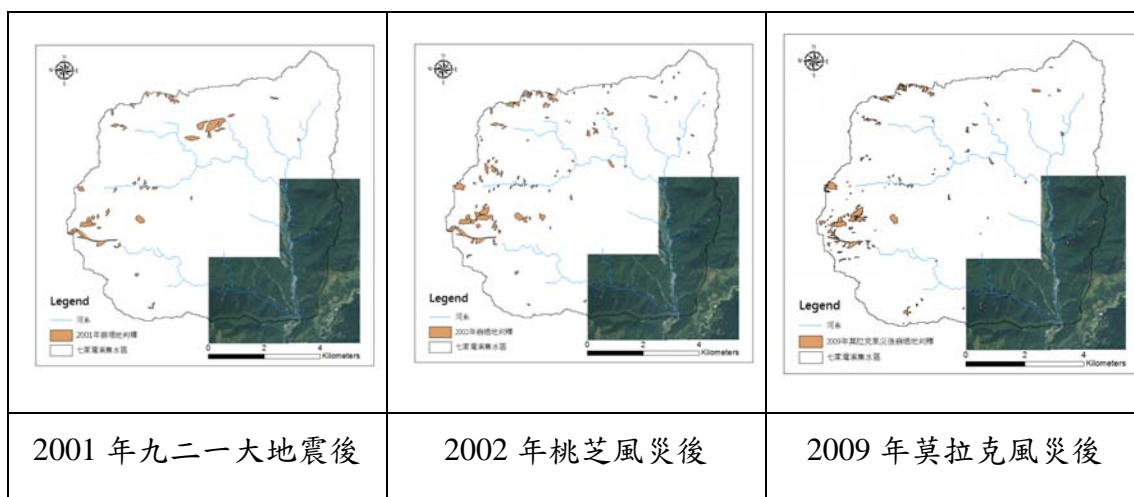 N
Legend
河系
2001年崩塌地判釋
七家灣溪集水區
0 2 4
Kilometers
2001 年九二一大地震後
N
Legend
河系
2002年崩塌地判釋
七家灣溪集水區
0 2 4
Kilometers
2002 年桃芝風災後
N
Legend
河系
2009年莫拉克風災後崩塌地判釋
七家灣溪集水區
0 2 4
Kilometers
2009 年莫拉克風災後